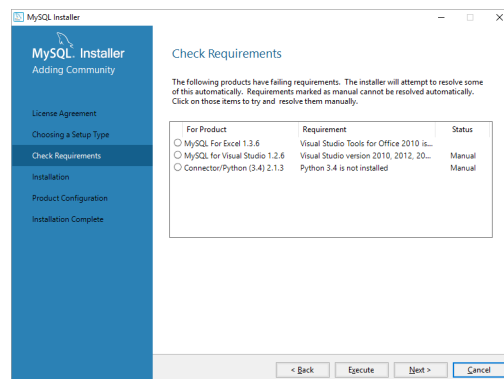 MySQL Installer
MySQL. Installer
Adding Community
License Agreement
Choosing a Setup Type
Check Requirements
Installation
Product Configuration
Installation Complete
Check Requirements
The following products have failing requirements. The installer will attempt to resolve some
of this automatically. Requirements marked as manual cannot be resolved automatically.
Click on those items to try and resolve them manually.
For Product Requirement Status
MySQL For Excel 1.3.6 Visual Studio Tools for Office 2010 is...
MySQL for Visual Studio 1.2.6 Visual Studio version 2010, 2012, 20... Manual
Connector/Python (3.4) 2.1.3 Python 3.4 is not installed Manual
< Back Execute Next > Cancel